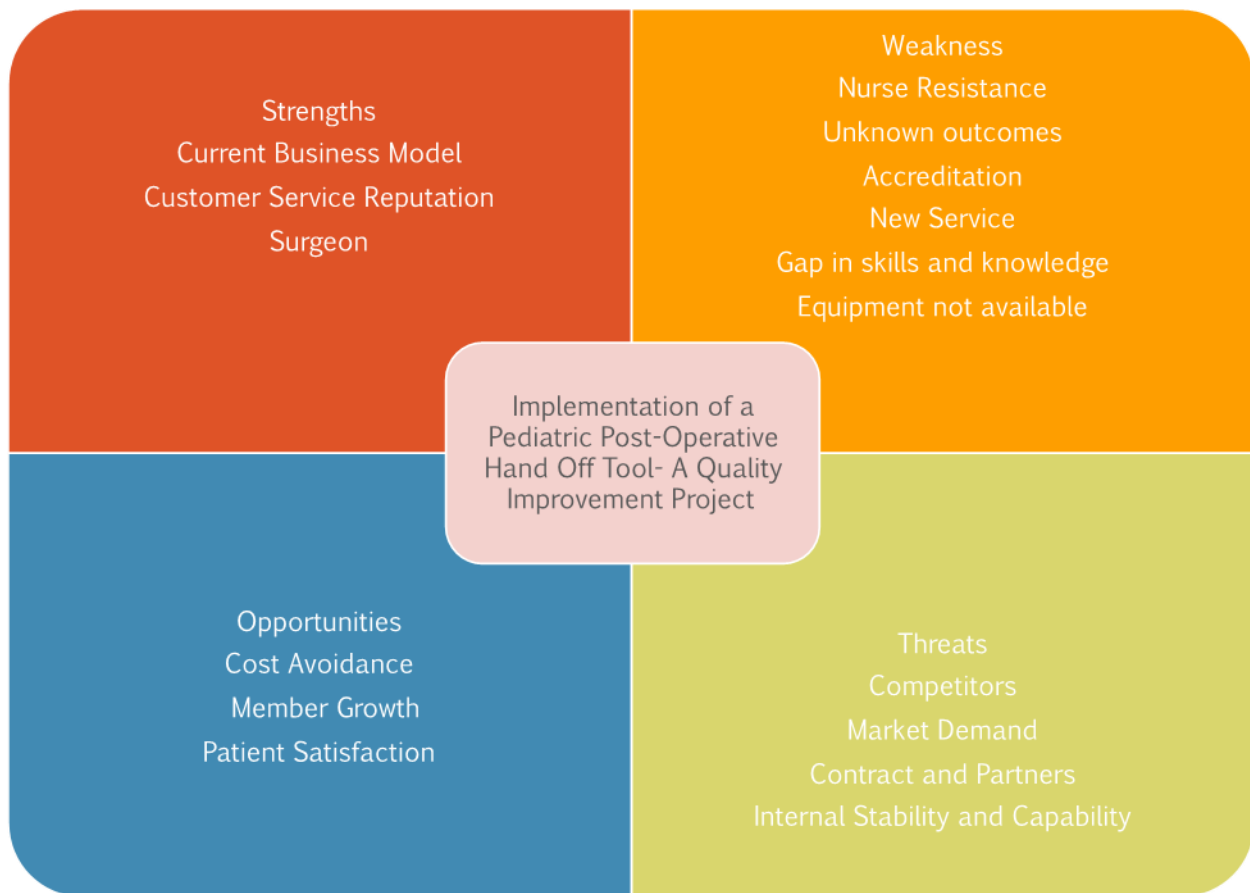 Strengths
Current Business Model
Customer Service Reputation
Surgeon
Weakness
Nurse Resistance
Unknown outcomes
Accreditation
New Service
Gap in skills and knowledge
Equipment not available
Implementation of a
Pediatric Post-Operative
Hand Off Tool- A Quality
Improvement Project
Opportunities
Cost Avoidance
Member Growth
Patient Satisfaction
Threats
Competitors
Market Demand
Contract and Partners
Internal Stability and Capability